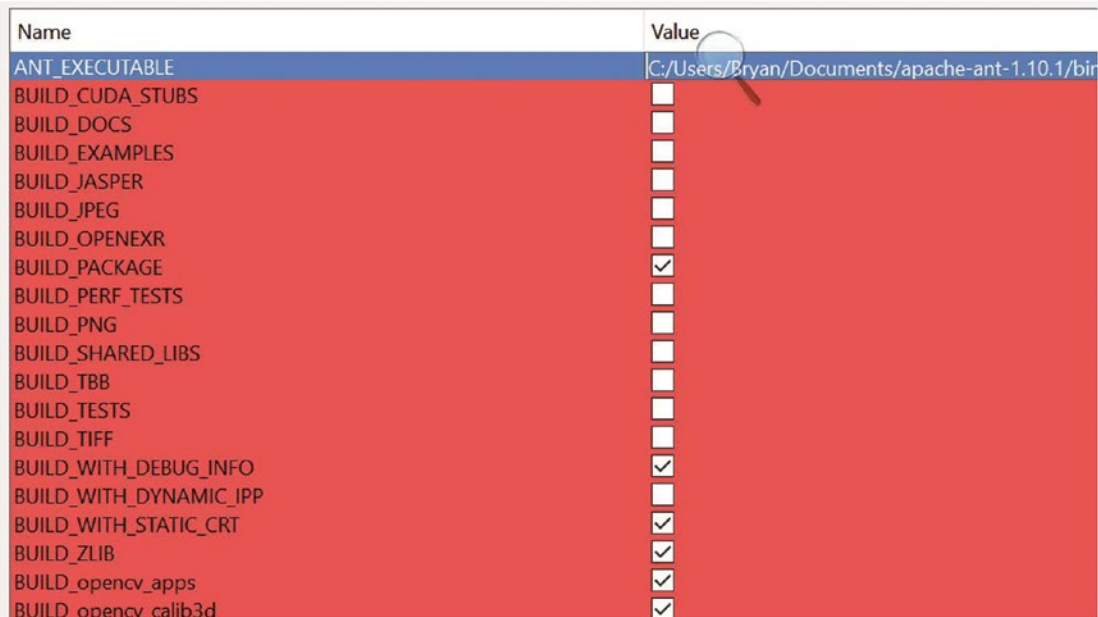 Name Value
ANT_EXECUTABLE C:/Users/Bryan/Documents/apache-ant-1.10.1/bin
BUILD_CUDA_STUBS
BUILD_DOCS
BUILD_EXAMPLES
BUILD_JASPER
BUILD_JPEG
BUILD_OPENEXR
BUILD_PACKAGE
BUILD_PERF_TESTS
BUILD_PNG
BUILD_SHARED_LIBS
BUILD_TBB
BUILD_TESTS
BUILD_TIFF
BUILD_WITH_DEBUG_INFO
BUILD_WITH_DYNAMIC_IPP
BUILD_WITH_STATIC_CRT
BUILD_ZLIB
BUILD_opencv_apps
BUILD_opencv_calib3d